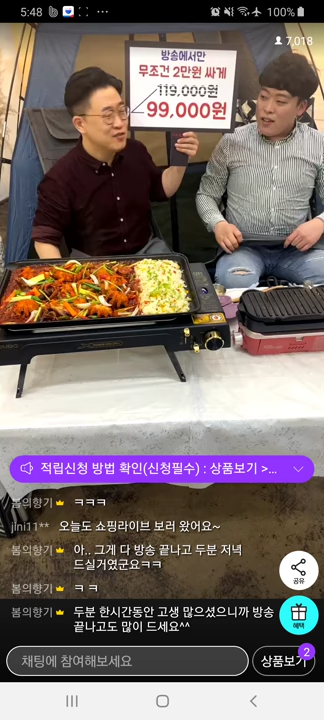 5:48
100%
7,018
방송에서만
무조건 2만원 싸게
119,000원
99,000원
적립신청 방법 확인(신청필수) : 상품보기 >...
봄의향기 ㅋㅋㅋ
jini11** 오늘도 쇼핑라이브 보러 왔어요~
봄의향기 아.. 그게 다 방송 끝나고 두분 저녁
드실거였군요ㅋㅋ
봄의향기 ㅋ ㅋ
봄의향기 두분 한시간동안 고생 많으셨으니까 방송
끝나고도 많이 드세요^^
공유
혜택
채팅에 참여해보세요
상품보기
2